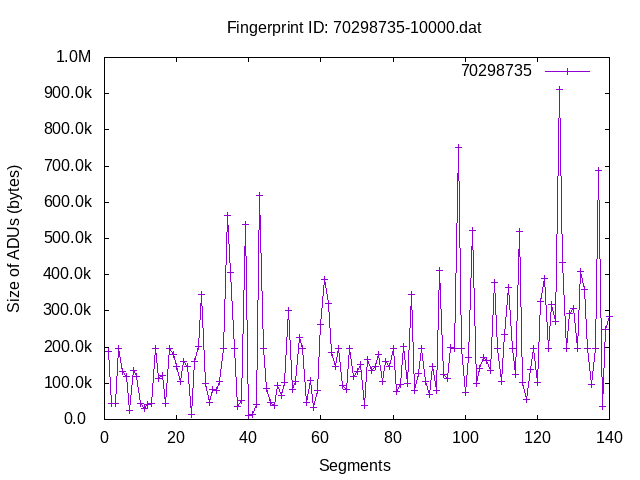 Fingerprint ID: 70298735-10000.dat
1.0M
70298735
900.0k
800.0k
700.0k
600.0k
500.0k
400.0k
300.0k
200.0k
100.0k
0.0
Size of ADUs (bytes)
0 20 40 60 80 100 120 140
Segments